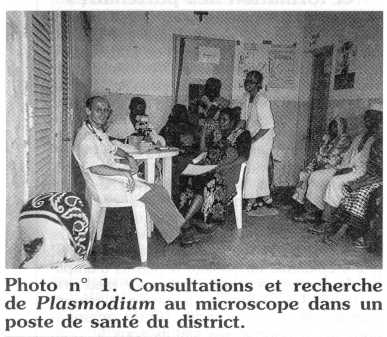 Photo n° 1. Consultations et recherche
de Plasmodium au microscope dans un
poste de santé du district.